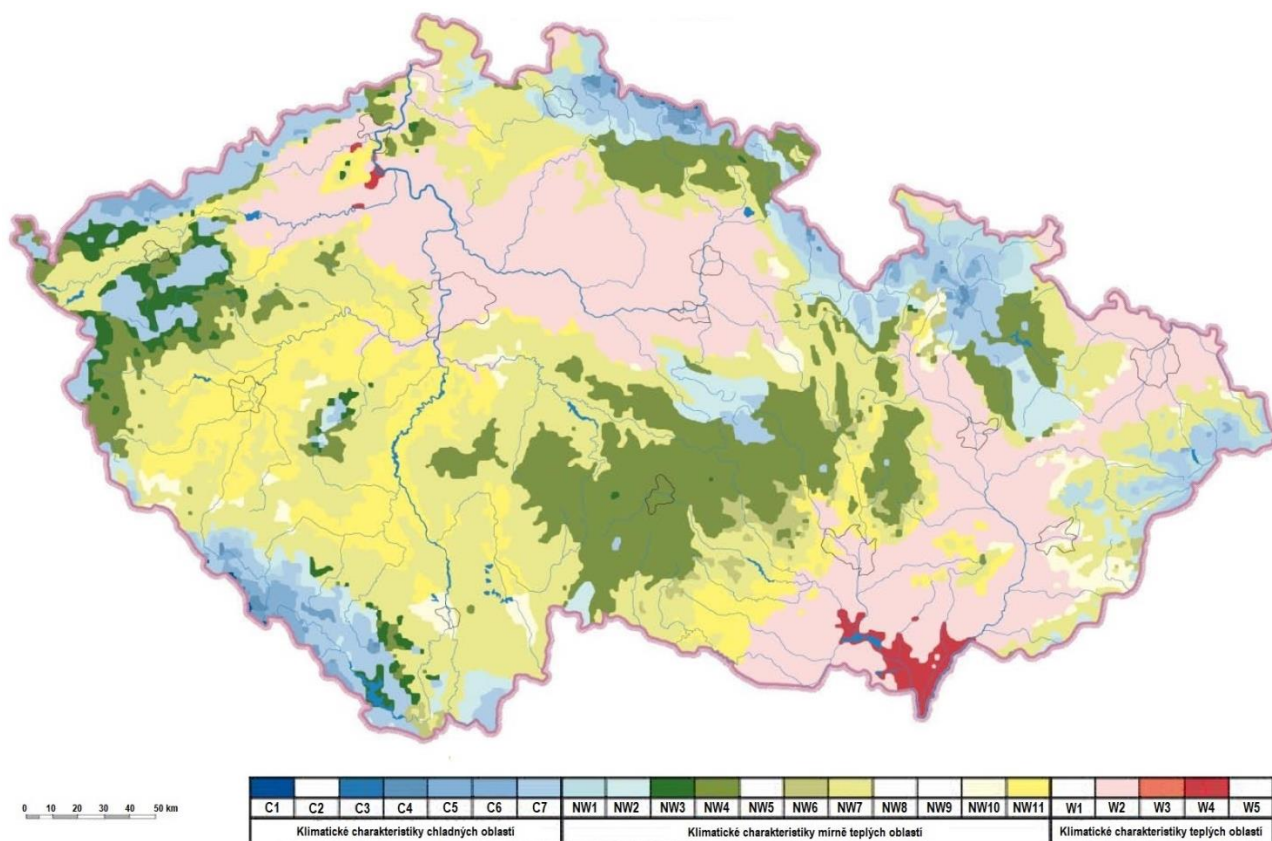 C1 C2 C3 C4 C5 C6 C7 NW1 NW2 NW3 NW4 NW5 NW6 NW7 NW8 NW9 NW10 NW11 W1 W2 W3 W4 W5
0 10 20 30 40 50 km
Klimatické charakteristiky chladných oblastí Klimatické charakteristiky mírně teplých oblastí Klimatické charakteristiky teplých oblastí